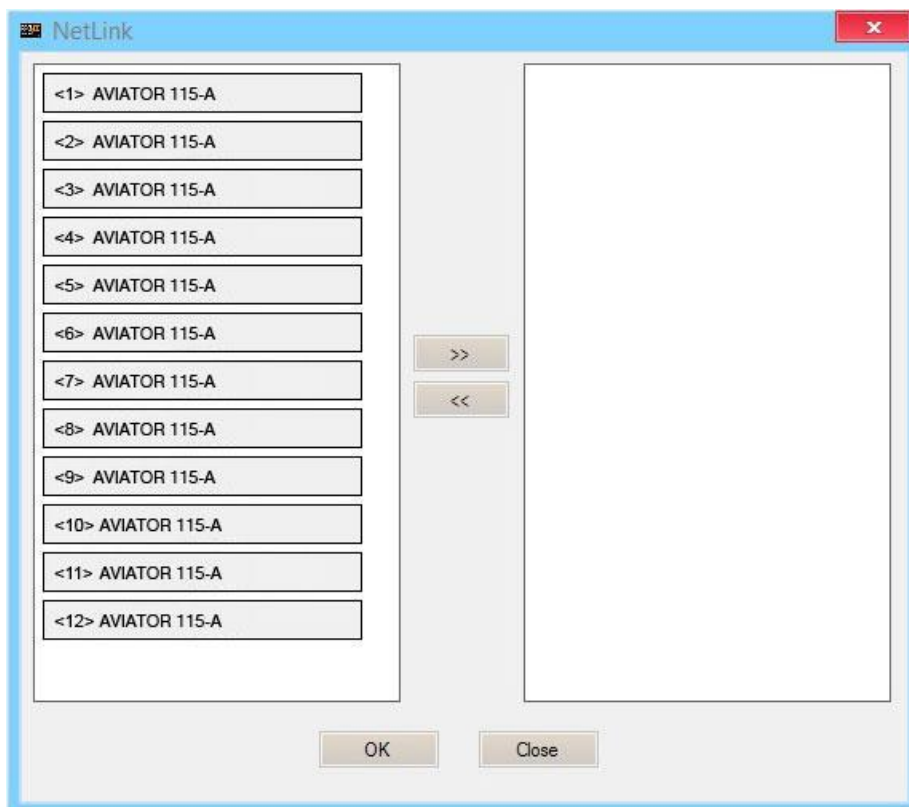 NetLink
<1> AVIATOR 115-A
<2> AVIATOR 115-A
<3> AVIATOR 115-A
<4> AVIATOR 115-A
<5> AVIATOR 115-A
<6> AVIATOR 115-A
<7> AVIATOR 115-A
<8> AVIATOR 115-A
<9> AVIATOR 115-A
<10> AVIATOR 115-A
<11> AVIATOR 115-A
<12> AVIATOR 115-A
>>
<<
OK Close